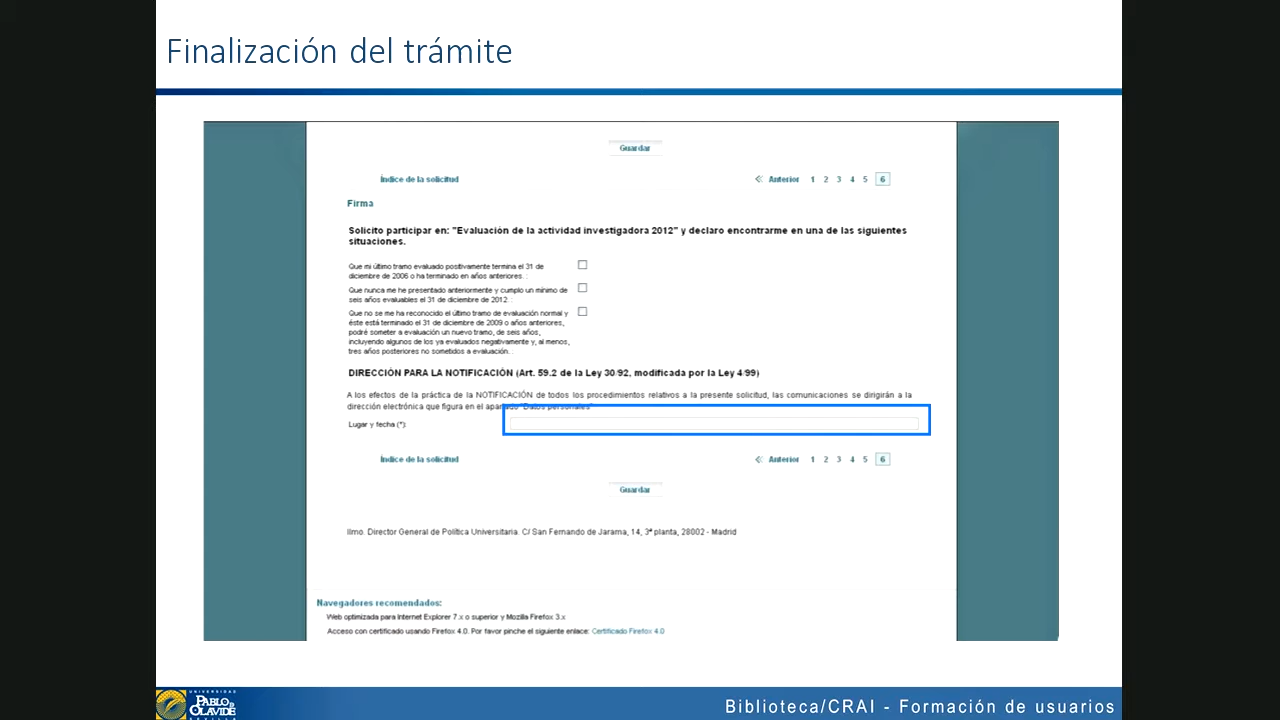 Finalización del trámite
Guardar
Índice de la solicitud
Anterior 1 2 3 4 5 6
Firma
Solicito participar en: "Evaluación de la actividad investigadora 2012" y declaro encontrarme en una de las siguientes
situaciones.
Que mi último tramo evaluado positivamente termina el 31 de
diciembre de 2006 o ha terminado en años anteriores. :
Que nunca me he presentado anteriormente y cumplo un mínimo de
seis años evaluables el 31 de diciembre de 2012. :
Que no se me ha reconocido el último tramo de evaluación normal y
éste está terminado el 31 de diciembre de 2009 o años anteriores,
podré someter a evaluación un nuevo tramo, de seis años,
incluyendo algunos de los ya evaluados negativamente y, al menos,
tres años posteriores no sometidos a evaluación. :
DIRECCIÓN PARA LA NOTIFICACIÓN (Art. 59.2 de la Ley 30/92, modificada por la Ley 4/99)
A los efectos de la práctica de la NOTIFICACIÓN de todos los procedimientos relativos a la presente solicitud, las comunicaciones se dirigirán a la
dirección electrónica que figura en el apartado "Datos personales"
Lugar y fecha (*):
Índice de la solicitud
Anterior 1 2 3 4 5 6
Guardar
Ilmo. Director General de Política Universitaria. C/ San Fernando de Jarama, 14, 3ª planta, 28002 - Madrid
Navegadores recomendados:
Web optimizada para Internet Explorer 7.x o superior y Mozilla Firefox 3.x
Acceso con certificado usando Firefox 4.0. Por favor pinche el siguiente enlace: Certificado Firefox 4.0
UNIVERSIDAD
PABLO DE
OLAVIDE
SEVILLA
Biblioteca/CRAI - Formación de usuarios